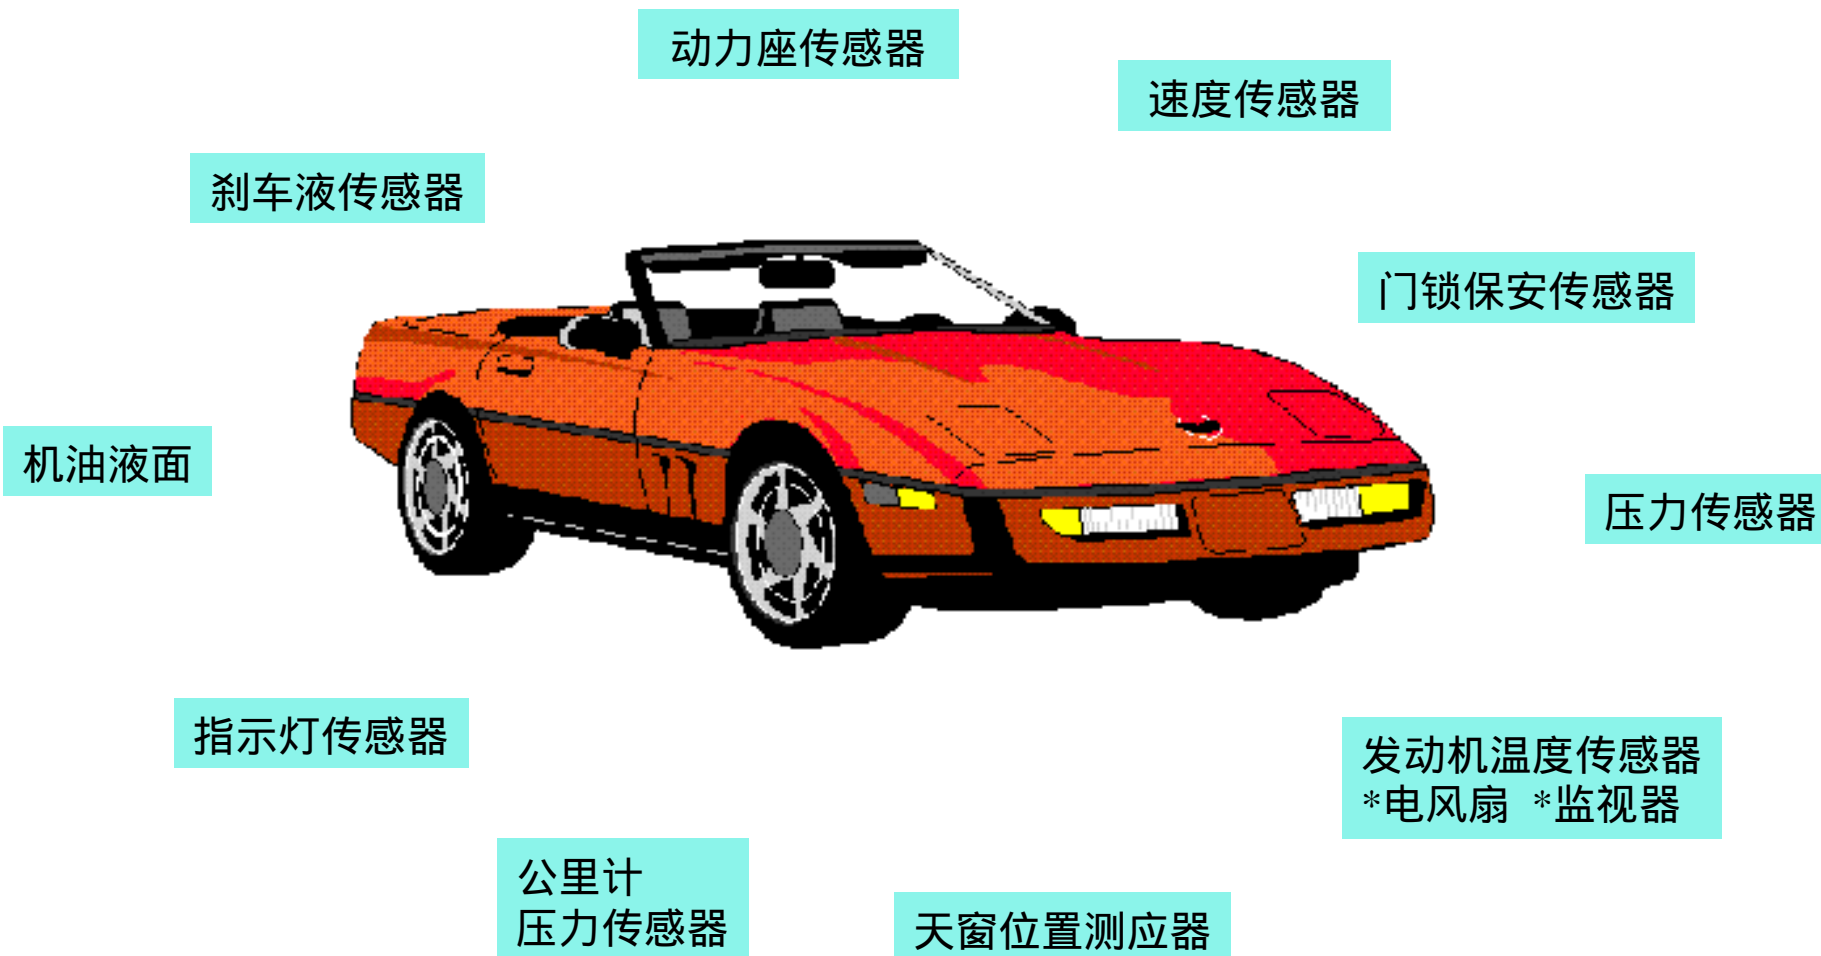 动力座传感器
速度传感器
刹车液传感器
门锁保安传感器
机油液面
压力传感器
指示灯传感器
发动机温度传感器
*电风扇 *监视器
公里计
压力传感器
天窗位置测应器